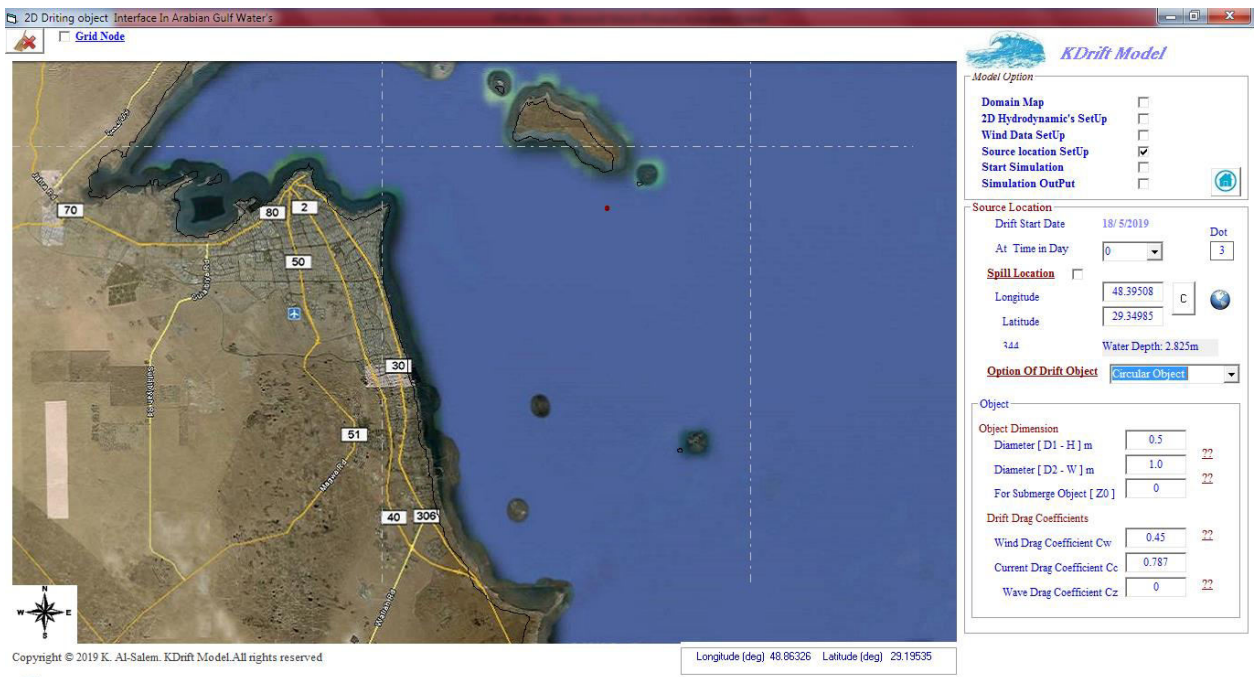 2D Driting object Interface In Arabian Gulf Water's
Grid Node
KDrift Model
Model Option
Domain Map
2D Hydrodynamic's SetUp
Wind Data SetUp
Source location SetUp
Start Simulation
Simulation OutPut
Source Location
Drift Start Date 18/ 5/2019
Dot
At Time in Day 0
3
Spill Location
Longitude 48.39508 C
Latitude 29.34985
344 Water Depth: 2.825m
Option Of Drift Object Circular Object
Object
Object Dimension
Diameter [ D1 - H ] m 0.5
??
Diameter [ D2 - W ] m 1.0
??
For Submerge Object [ Z0 ] 0
Drift Drag Coefficients
Wind Drag Coefficient Cw 0.45 ??
Current Drag Coefficient Cc 0.787
Wave Drag Coefficient Cz 0 ??
Jahra Rd
70
80
2
50
30
51
Magwa Rd
40
306
N
W
E
S
Copyright © 2019 K. Al-Salem. KDrift Model.All rights reserved
Longitude (deg) 48.86326 Latitude (deg) 29.19535